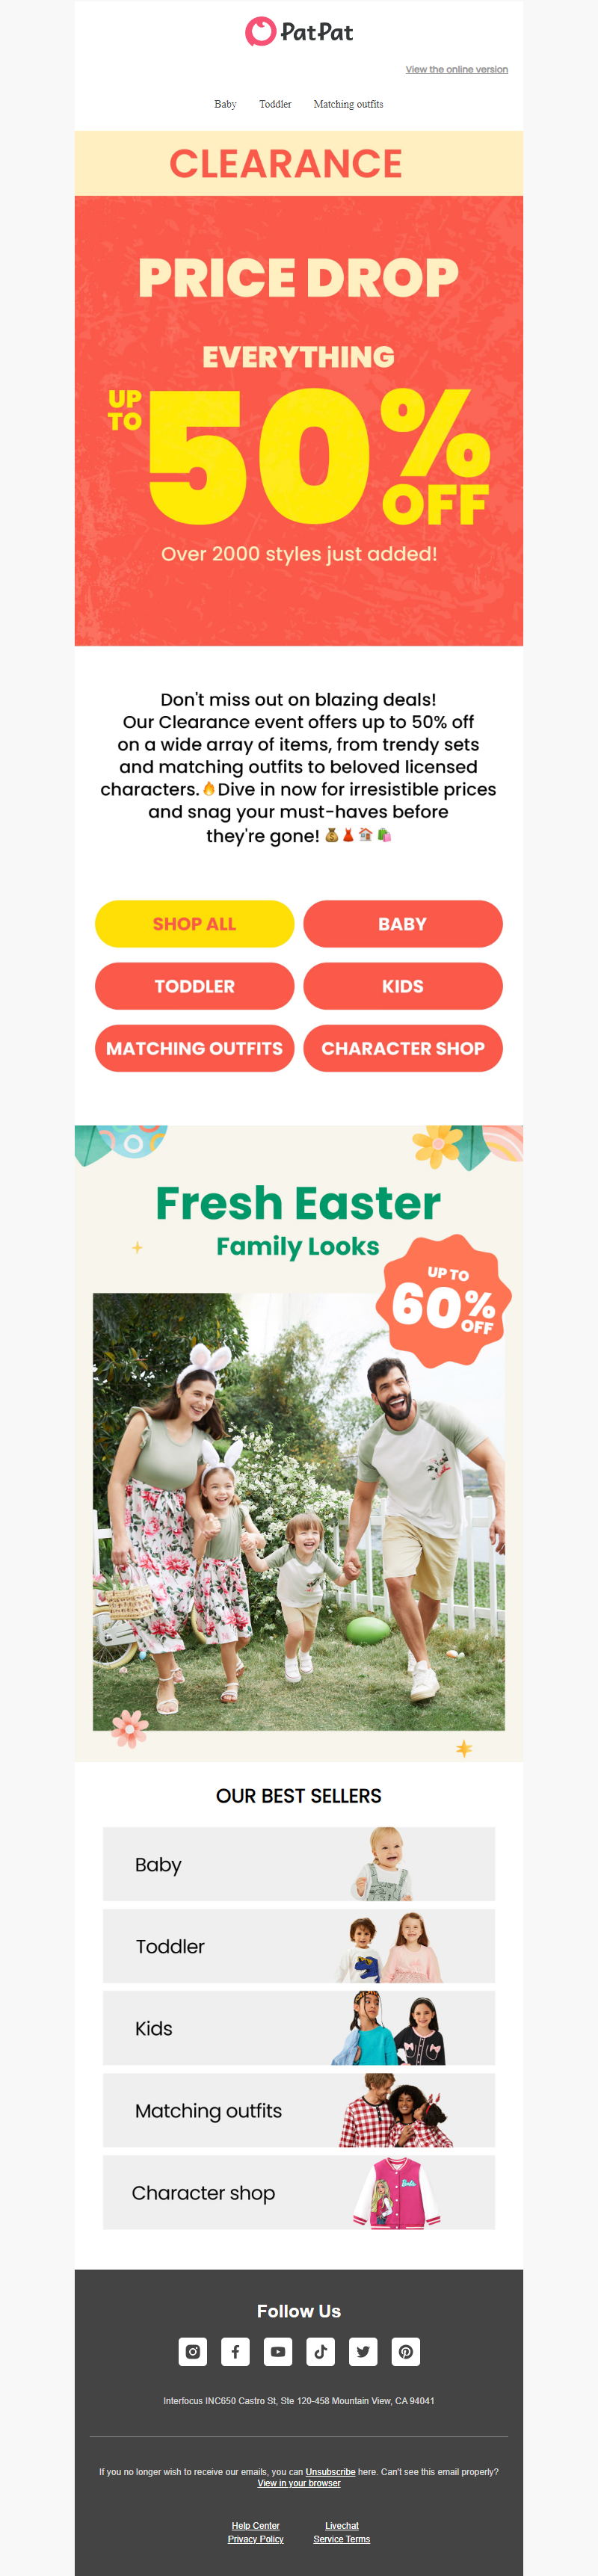 PatPat
View the online version
Baby Toddler Matching outfits
CLEARANCE
PRICE DROP
EVERYTHING
UP TO 50% OFF
Over 2000 styles just added!
Don't miss out on blazing deals!
Our Clearance event offers up to 50% off
on a wide array of items, from trendy sets
and matching outfits to beloved licensed
characters.🔥Dive in now for irresistible prices
and snag your must-haves before
they're gone! 💰👗🏠🛍️
SHOP ALL
BABY
TODDLER
KIDS
MATCHING OUTFITS
CHARACTER SHOP
Fresh Easter
Family Looks
UP TO
60%
OFF
OUR BEST SELLERS
Baby
Toddler
Kids
Matching outfits
Character shop
Barbie
Follow Us
Interfocus INC650 Castro St, Ste 120-458 Mountain View, CA 94041
If you no longer wish to receive our emails, you can Unsubscribe here. Can't see this email properly?
View in your browser
Help Center Livechat
Privacy Policy Service Terms